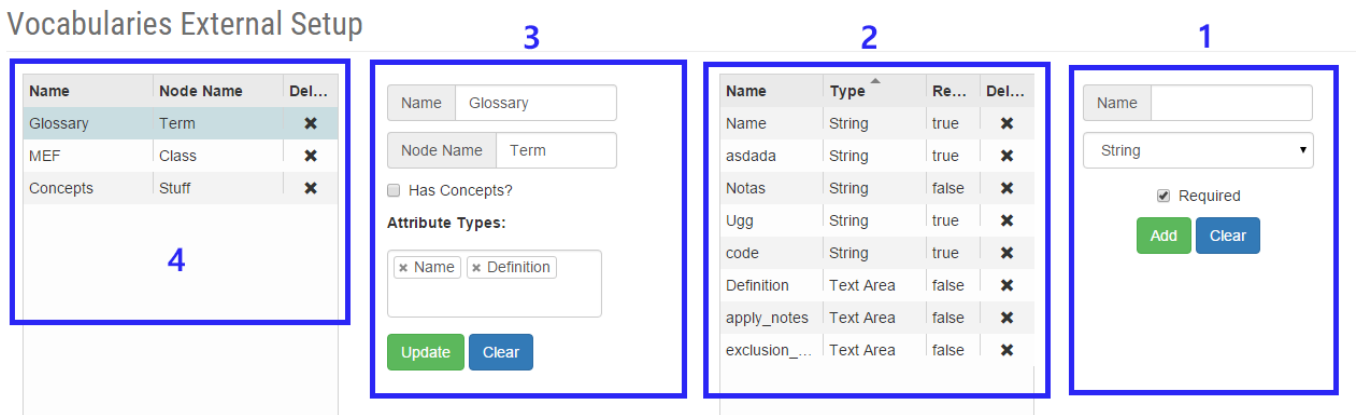 Vocabularies External Setup
3
2
1
Name Node Name Del...
Glossary Term
MEF Class
Concepts Stuff
4
Name Glossary
Node Name Term
Has Concepts?
Attribute Types:
Name Definition
Update Clear
Name Type Re... Del...
Name String true
asdada String true
Notas String false
Ugg String true
code String true
Definition Text Area false
apply_notes Text Area false
exclusion_... Text Area false
Name
String
Required
Add Clear